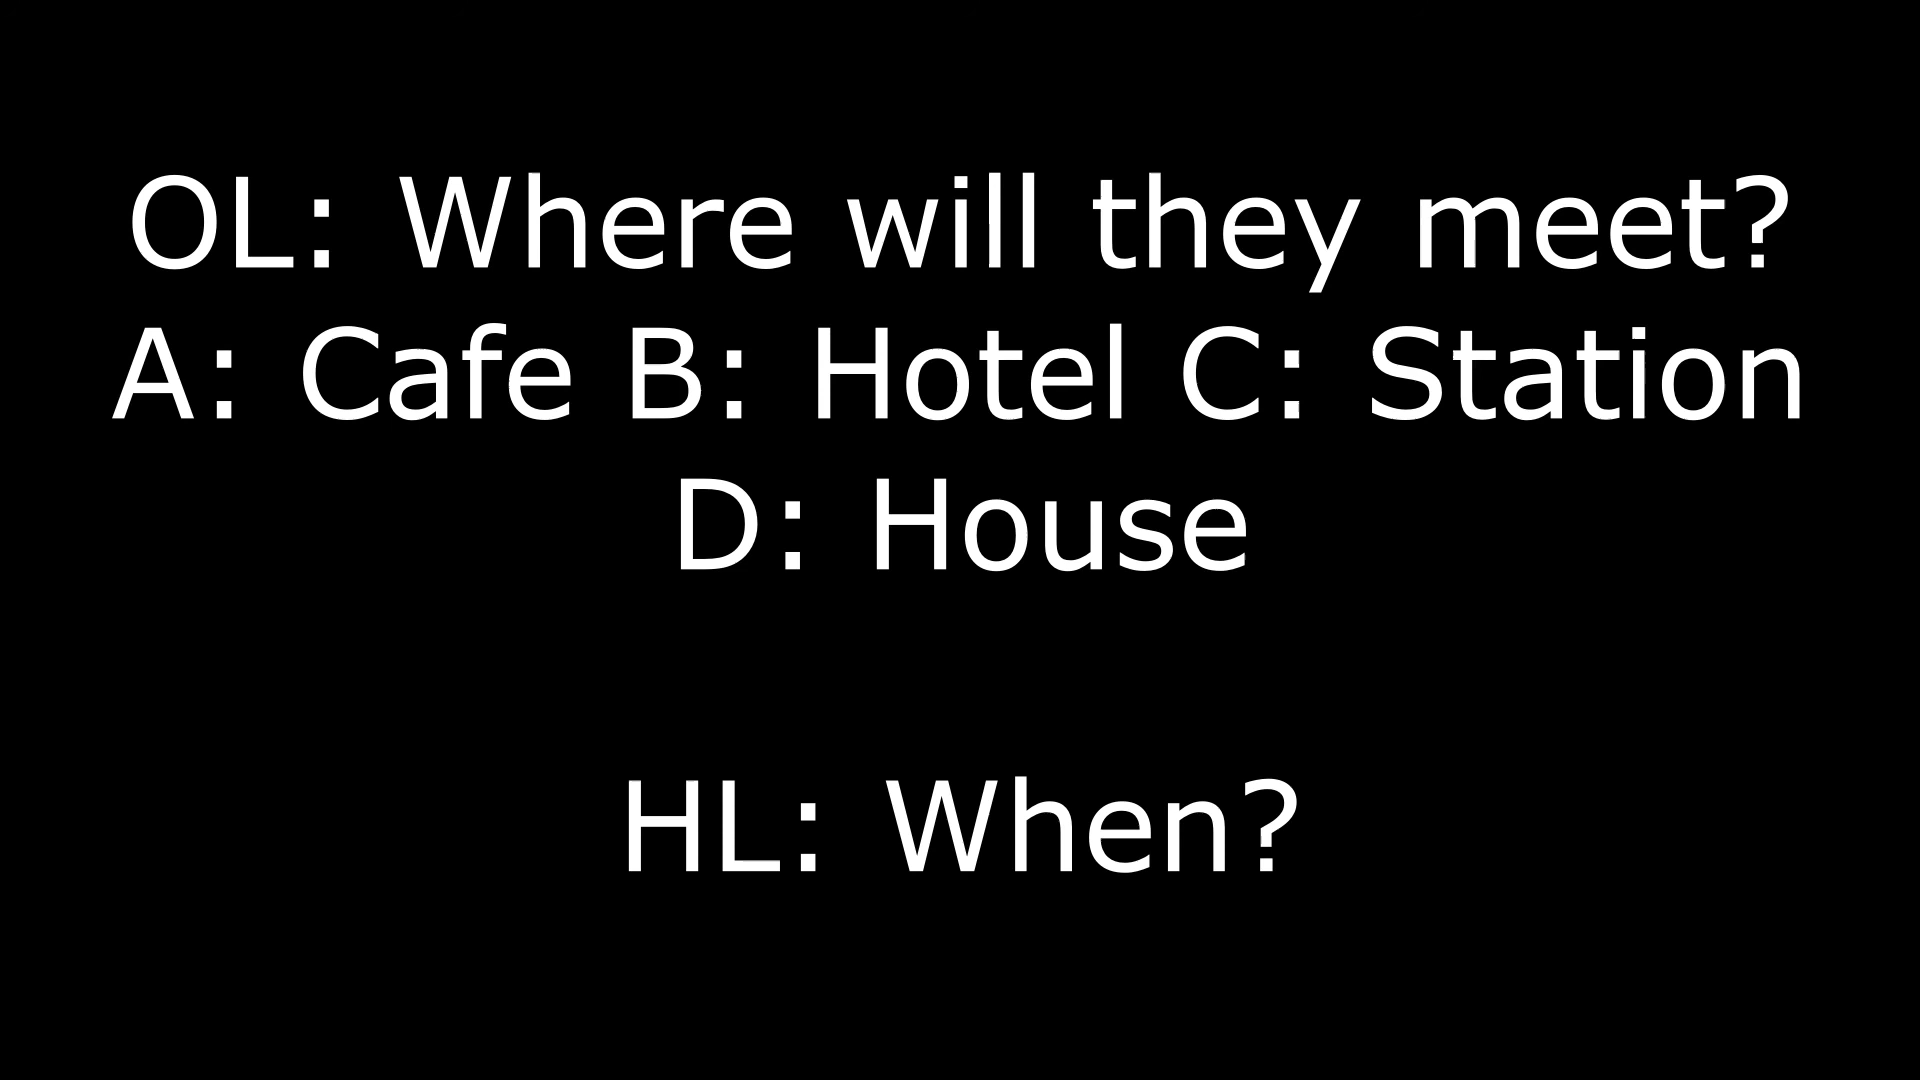 OL: Where will they meet?
A: Cafe B: Hotel C: Station
D: House
HL: When?